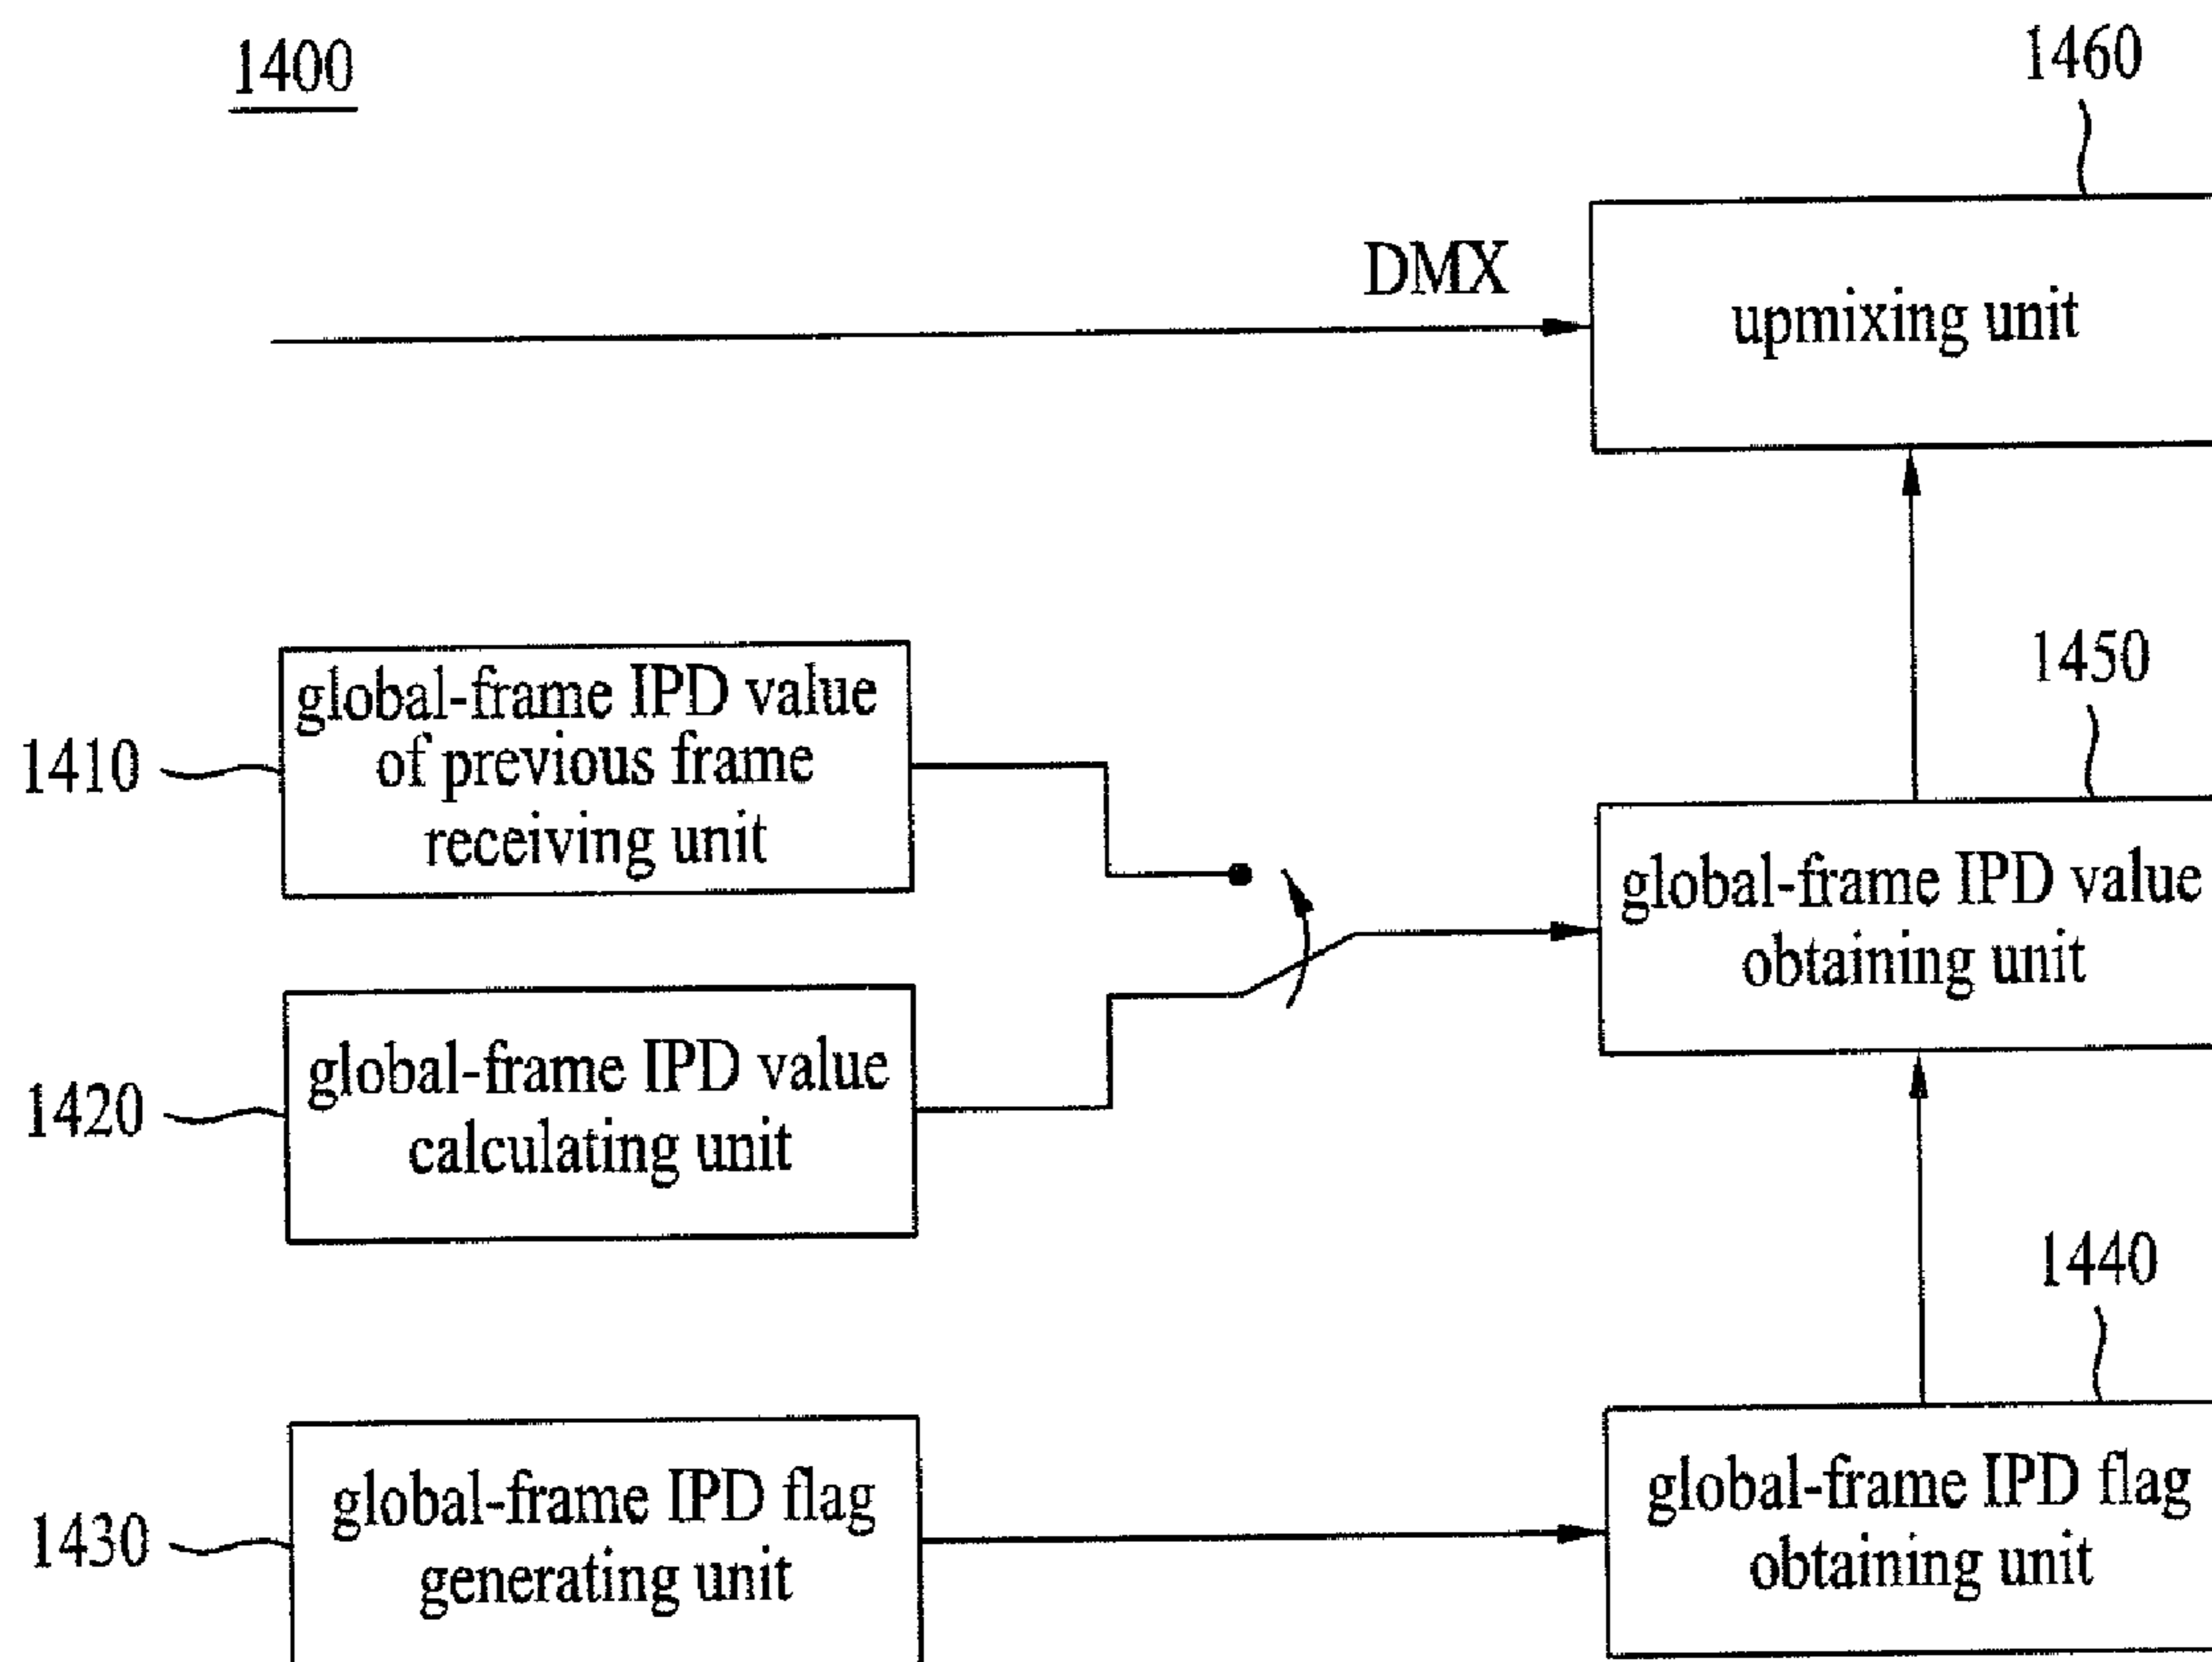 1400
1460
DMX
upmixing unit
1450
global-frame IPD value
of previous frame
receiving unit
1410
global-frame IPD value
obtaining unit
global-frame IPD value
calculating unit
1420
1440
global-frame IPD flag
generating unit
1430
global-frame IPD flag
obtaining unit